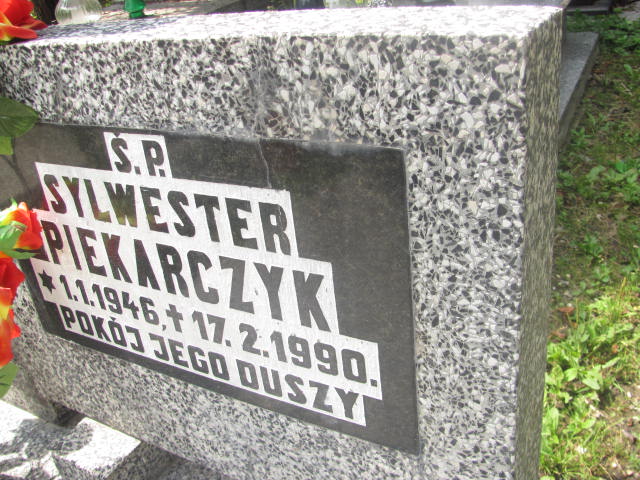 Ś.P.
SYLWESTER
PIEKARCZYK
* 1.1.1946, † 17.2.1990.
POKÓJ JEGO DUSZY